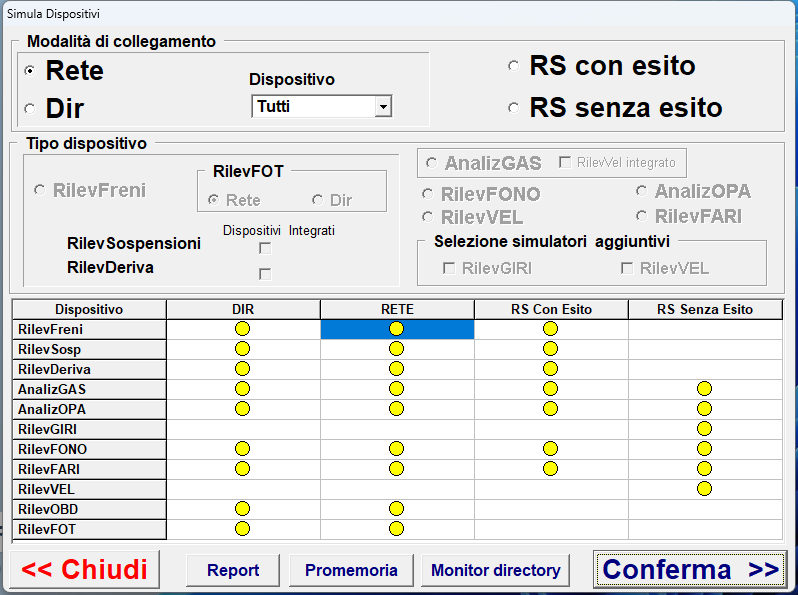 Simula Dispositivi
Modalità di collegamento
Rete
Dir
Dispositivo
Tutti
RS con esito
RS senza esito
Tipo dispositivo
RilevFreni
RilevFOT
Rete Dir
Dispositivi Integrati
RilevSospensioni
RilevDeriva
AnalizGAS RilevVel integrato
RilevFONO AnalizOPA
RilevVEL RilevFARI
Selezione simulatori aggiuntivi
RilevGIRI RilevVEL
Dispositivo DIR RETE RS Con Esito RS Senza Esito
RilevFreni
RilevSosp
RilevDeriva
AnalizGAS
AnalizOPA
RilevGIRI
RilevFONO
RilevFARI
RilevVEL
RilevOBD
RilevFOT
<< Chiudi Report Promemoria Monitor directory Conferma >>